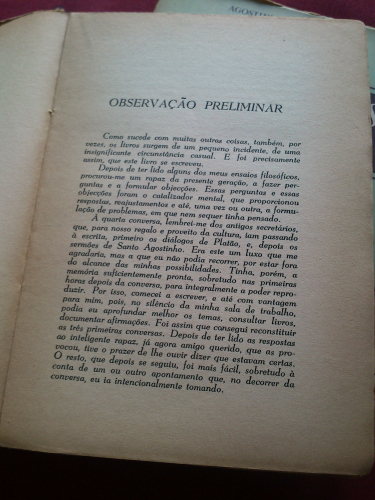 AGOSTIN
OBSERVAÇÃO PRELIMINAR
Como sucede com muitas outras coisas, também, por
vezes, os livros surgem de um pequeno incidente, de uma
insignificante circunstância casual. E foi precisamente
assim, que este livro se escreveu.
Depois de ter lido alguns dos meus ensaios filosóficos,
procurou-me um rapaz da presente geração, a fazer per-
guntas e a formular objecções. Essas perguntas e essas
objecções foram o catalizador mental, que proporcionou
respostas, reajustamentos e até, uma vez ou outra, a formu-
lação de problemas, em que nem sequer tinha pensado.
A quarta conversa, lembrei-me dos antigos secretários,
que, para nosso regalo e proveito da cultura, iam passando
à escrita, primeiro os diálogos de Platão, e, depois os
sermões de Santo Agostinho. Era este um luxo que me
agradaria, mas a que eu não podia recorrer, por estar fora
do alcance das minhas possibilidades. Tinha, porém, a
memória suficientemente pronta, sobretudo nas primeiras
horas depois da conversa, para integralmente a poder repro-
duzir. Por isso, comecei a escrever, e até com vantagem
para mim, pois, no silêncio da minha sala de trabalho,
podia eu aprofundar melhor os temas, consultar livros,
documentar afirmações. Foi assim que consegui reconstituir
as três primeiras conversas. Depois de ter lido as respostas
ao inteligente rapaz, já agora amigo querido, que as pro-
vocou, tive o prazer de lhe ouvir dizer que estavam certas.
O resto, que depois se seguiu, foi mais fácil, sobretudo à
conta de um ou outro apontamento que, no decorrer da
conversa, eu ia intencionalmente tomando.